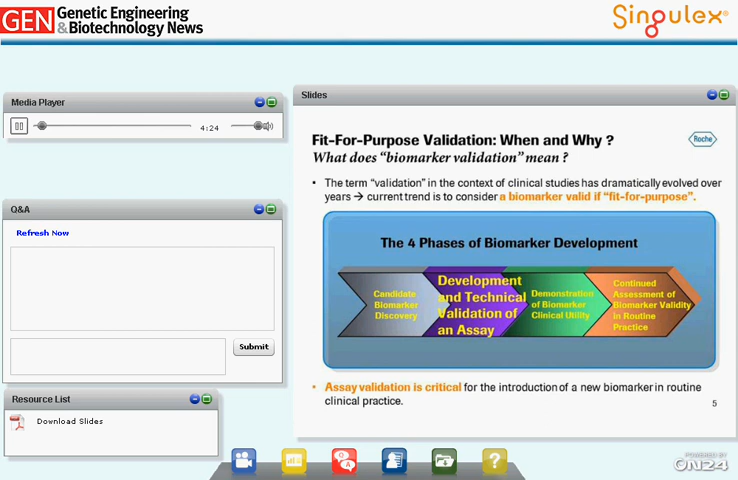 GEN Genetic Engineering
&Biotechnology News
Singulex®
Media Player
4:24
Q&A
Refresh Now
Submit
Resource List
Download Slides
Slides
Fit-For-Purpose Validation: When and Why ?
Roche
What does "biomarker validation" mean ?
• The term "validation" in the context of clinical studies has dramatically evolved over
years → current trend is to consider a biomarker valid if "fit-for-purpose".
The 4 Phases of Biomarker Development
Candidate
Biomarker
Discovery
Development
and Technical
Validation of
an Assay
Demonstration
of Biomarker
Clinical Utility
Continued
Assessment of
Biomarker Validity
in Routine
Practice
• Assay validation is critical for the introduction of a new biomarker in routine
clinical practice.
5
Q
A
?
POWERED BY
ON24